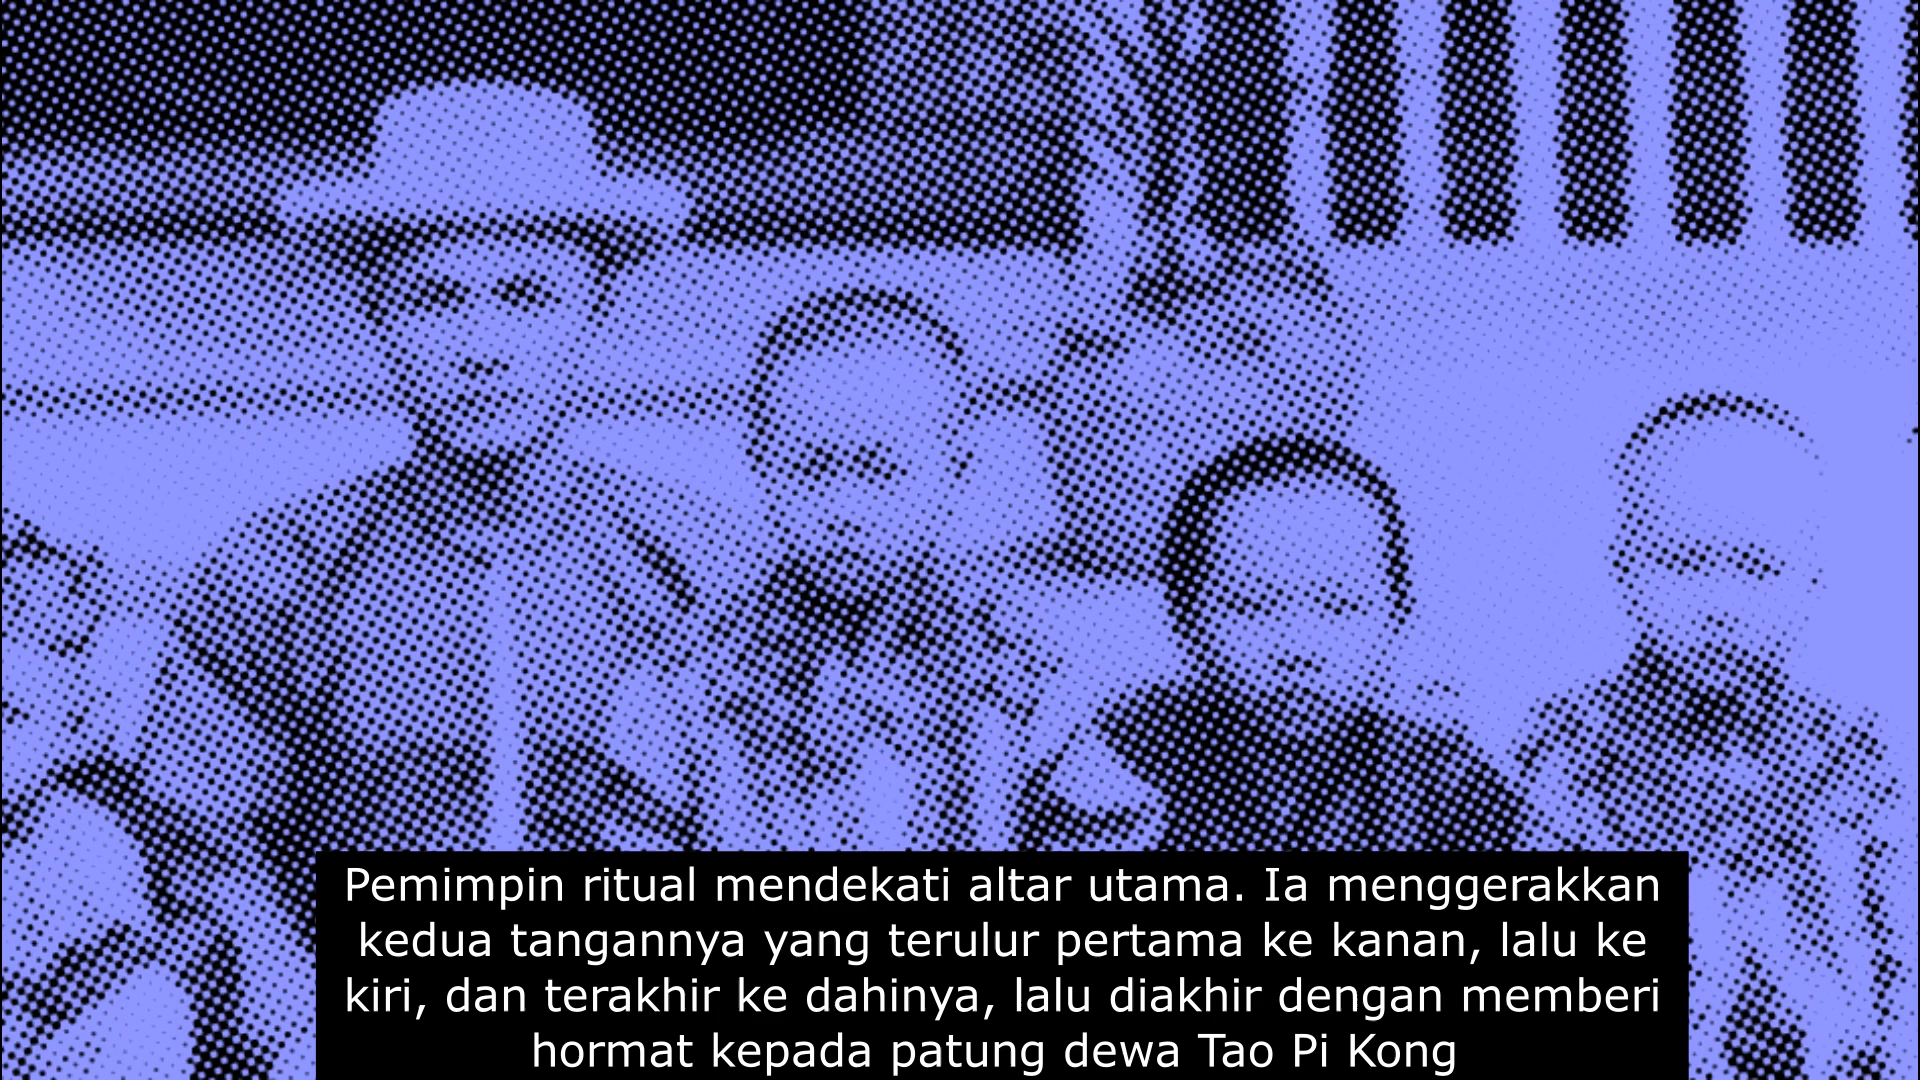 Pemimpin ritual mendekati altar utama. Ia menggerakkan
kedua tangannya yang terulur pertama ke kanan, lalu ke
kiri, dan terakhir ke dahinya, lalu diakhir dengan memberi
hormat kepada patung dewa Tao Pi Kong